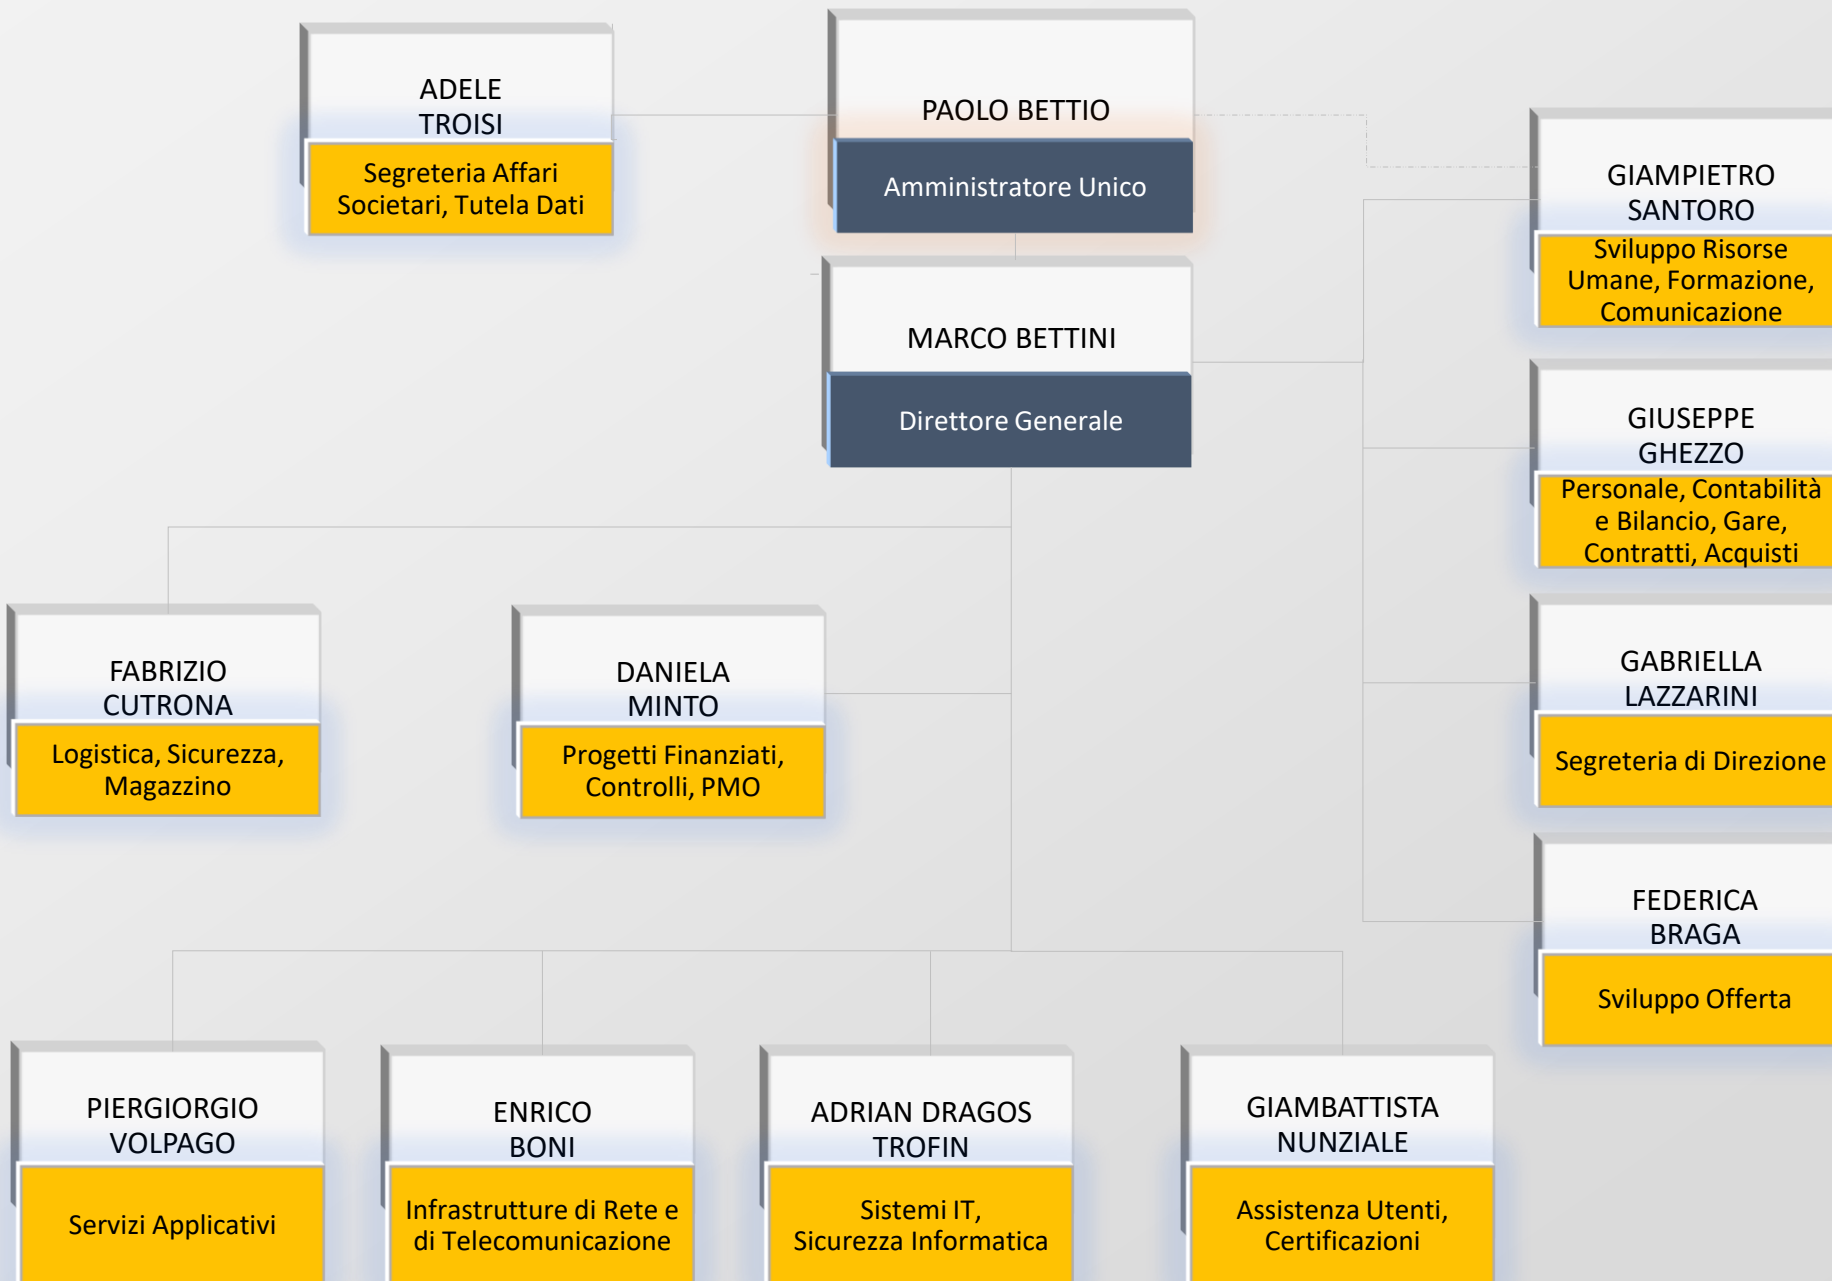 ADELE
TROISI
Segreteria Affari
Societari, Tutela Dati
PAOLO BETTIO
Amministratore Unico
GIAMPIETRO
SANTORO
Sviluppo Risorse
Umane, Formazione,
Comunicazione
MARCO BETTINI
Direttore Generale
GIUSEPPE
GHEZZO
Personale, Contabilità
e Bilancio, Gare,
Contratti, Acquisti
FABRIZIO
CUTRONA
Logistica, Sicurezza,
Magazzino
DANIELA
MINTO
Progetti Finanziati,
Controlli, PMO
GABRIELLA
LAZZARINI
Segreteria di Direzione
FEDERICA
BRAGA
Sviluppo Offerta
PIERGIORGIO
VOLPAGO
Servizi Applicativi
ENRICO
BONI
Infrastrutture di Rete e
di Telecomunicazione
ADRIAN DRAGOS
TROFIN
Sistemi IT,
Sicurezza Informatica
GIAMBATTISTA
NUNZIALE
Assistenza Utenti,
Certificazioni